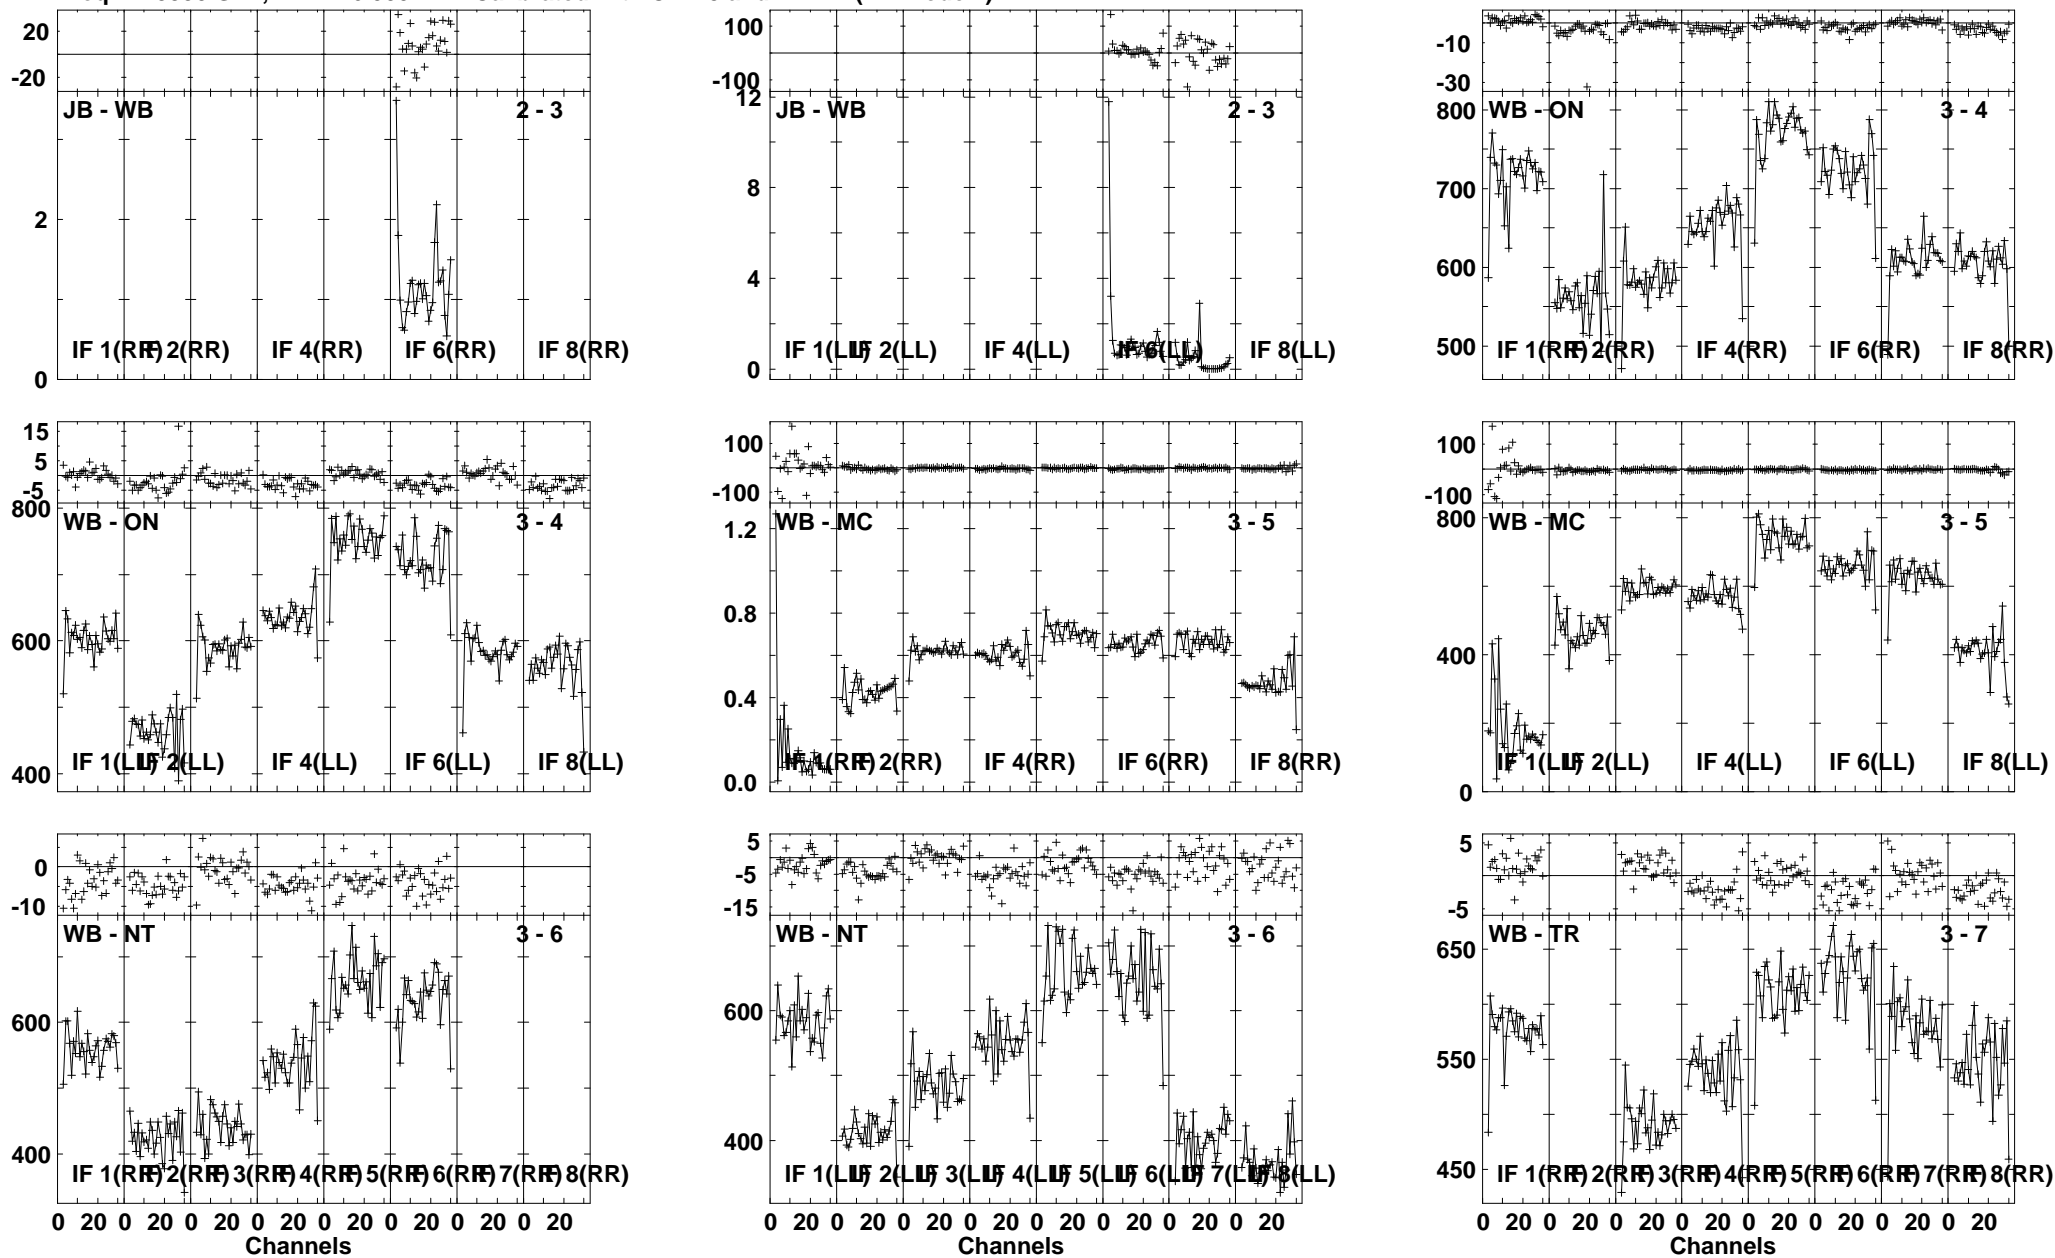 20
-20
JB - WB
2 - 3
2
0
IF 1(RR)
2(RR)
IF 4(RR)
IF 6(RR)
IF 8(RR)
100
-100
12
JB - WB
2 - 3
8
4
0
IF 1(LL)
2(LL)
IF 4(LL)
IF 6(LL)
IF 8(LL)
-10
-30
800
WB - ON
3 - 4
700
600
500
IF 1(RR)
2(RR)
IF 4(RR)
IF 6(RR)
IF 8(RR)
15
5
-5
800
WB - ON
3 - 4
600
400
IF 1(LL)
2(LL)
IF 4(LL)
IF 6(LL)
IF 8(LL)
100
-100
1.2
WB - MC
3 - 5
0.8
0.4
0.0
IF 1(RR)
2(RR)
IF 4(RR)
IF 6(RR)
IF 8(RR)
100
-100
800
WB - MC
3 - 5
400
0
IF 1(LL)
2(LL)
IF 4(LL)
IF 6(LL)
IF 8(LL)
0
-10
WB - NT
3 - 6
600
400
IF 1(RR) 2(RR) 3(RR) 4(RR) 5(RR) 6(RR) 7(RR) 8(RR)
0 20 0 20 0 20 0 20 0 20 0 20 0 20 0 20
Channels
5
-5
-15
WB - NT
3 - 6
600
400
IF 1(LL) 2(LL) 3(LL) 4(LL) 5(LL) 6(LL) 7(LL) 8(LL)
0 20 0 20 0 20 0 20 0 20 0 20 0 20 0 20
Channels
5
-5
650
WB - TR
3 - 7
550
450
IF 1(RR) 2(RR) 3(RR) 4(RR) 5(RR) 6(RR) 7(RR) 8(RR)
0 20 0 20 0 20 0 20 0 20 0 20 0 20 0 20
Channels